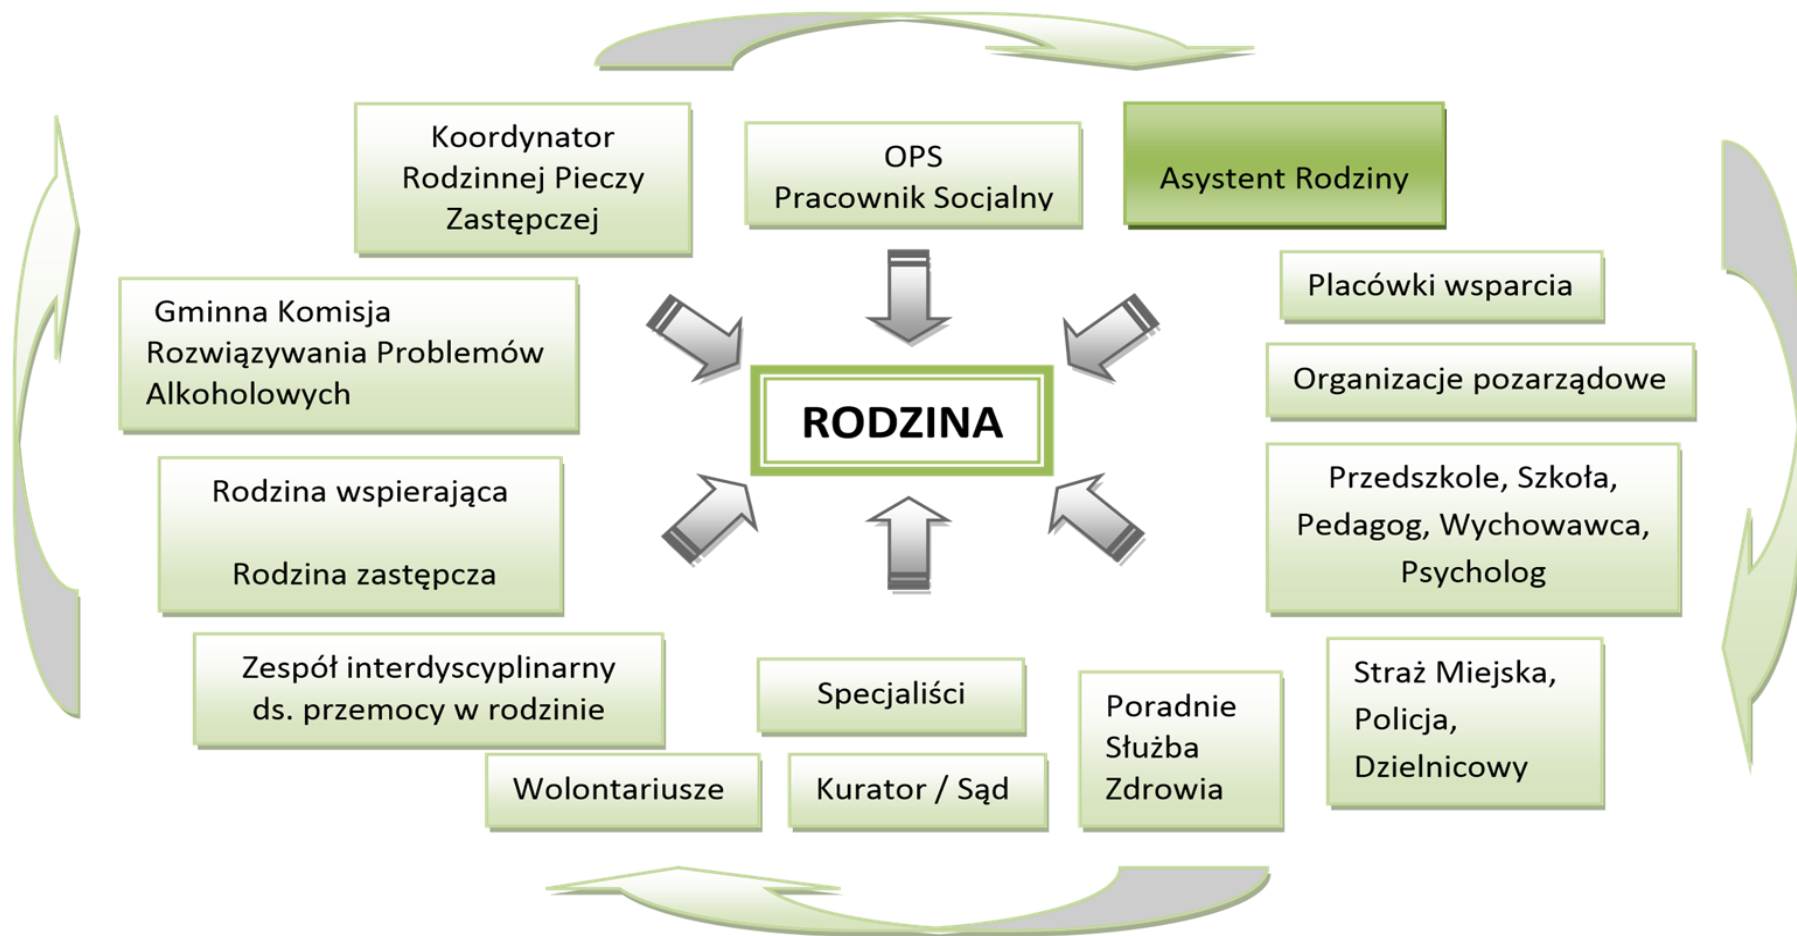 Koordynator
Rodzinnej Pieczy
Zastępczej
OPS
Pracownik Socjalny
Asystent Rodziny
Gminna Komisja
Rozwiązywania Problemów
Alkoholowych
Placówki wsparcia
Organizacje pozarządowe
RODZINA
Rodzina wspierająca
Rodzina zastępcza
Przedszkole, Szkoła,
Pedagog, Wychowawca,
Psycholog
Zespół interdyscyplinarny
ds. przemocy w rodzinie
Specjaliści
Poradnie
Służba
Zdrowia
Straż Miejska,
Policja,
Dzielnicowy
Wolontariusze
Kurator / Sąd